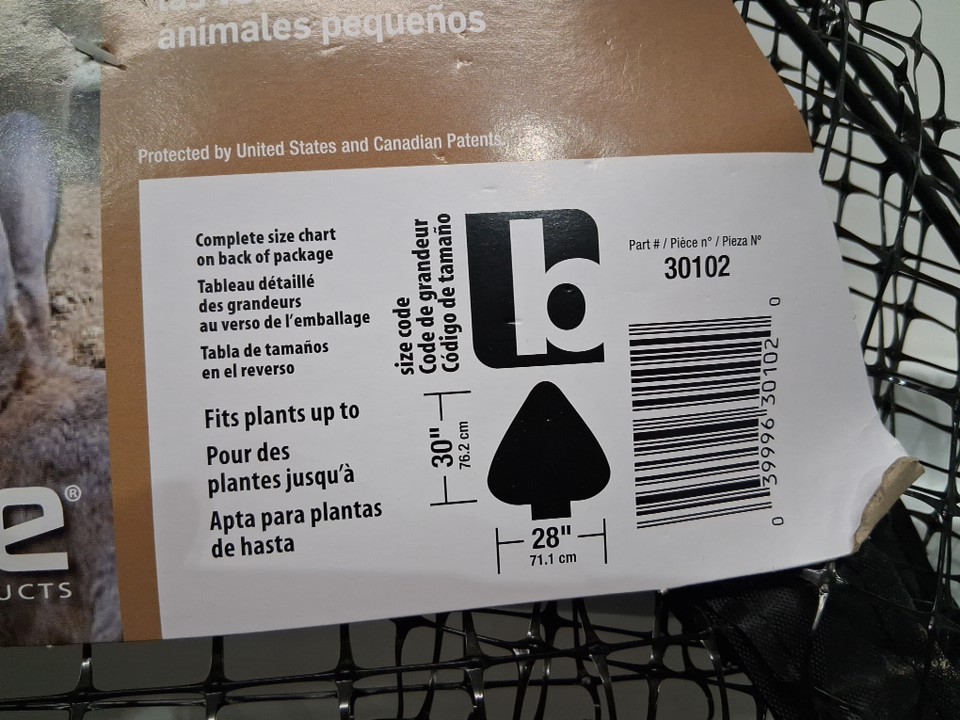 animales pequeños
Protected by United States and Canadian Patents.
Complete size chart
on back of package
Tableau détaillé
des grandeurs
au verso de l'emballage
Tabla de tamaños
en el reverso
size code
Code de grandeur
Código de tamaño
b
Part # / Pièce n° / Pieza Nº
30102
Fits plants up to
Pour des
plantes jusqu'à
Apta para plantas
de hasta
30"
76.2 cm
28"
71.1 cm
0 39996 30102 0
e®
UCTS